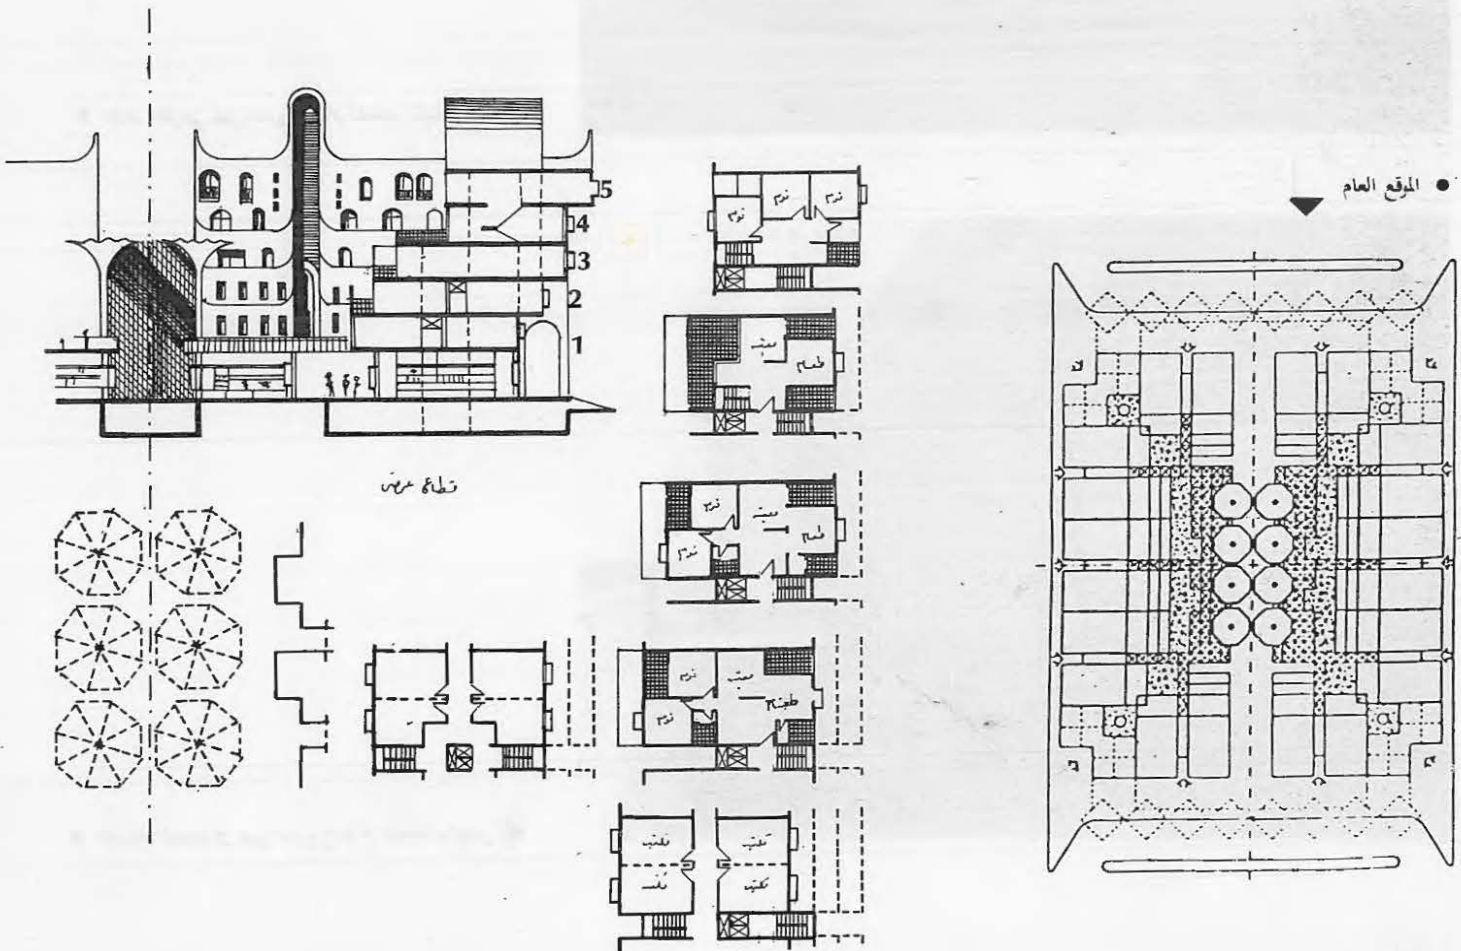 ● الموقع العام
5
4
3
2
1
قطاع عرضى
نوم
نوم
نوم
معيشة
طعام
نوم
معيشة
نوم
طعام
نوم
معيشة
نوم
طعام
مكتب
مكتب
مكتب
مكتب